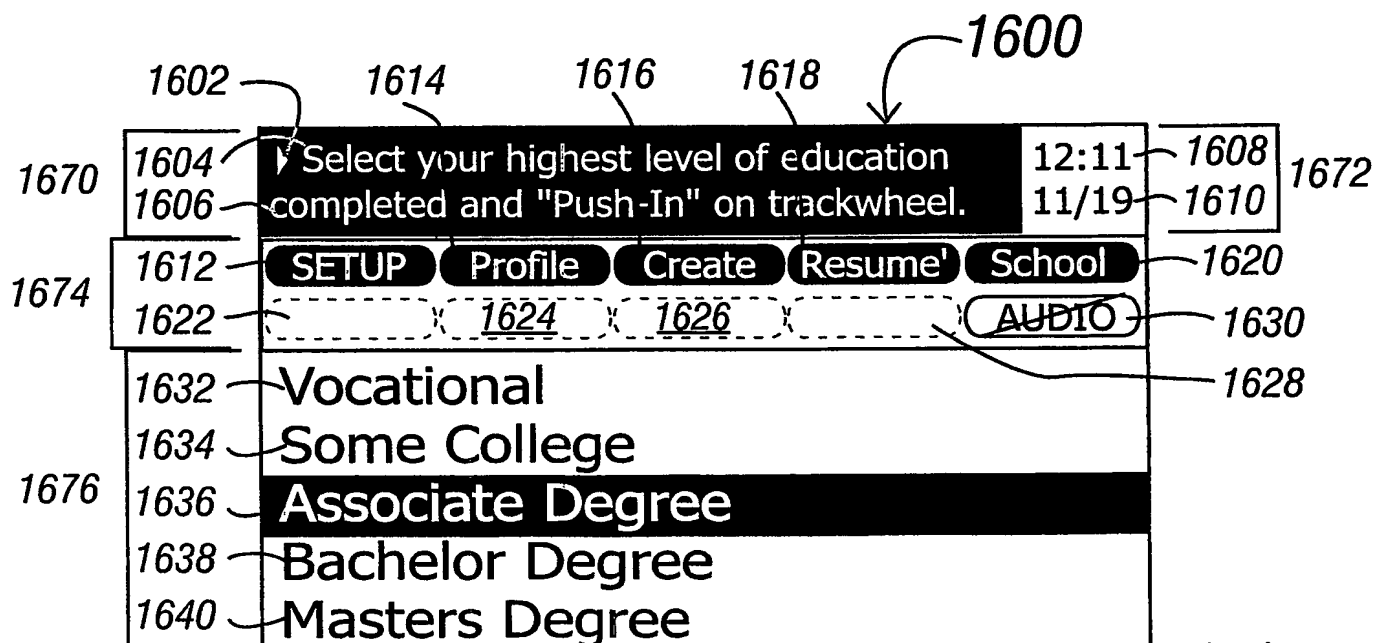 1600
1602 1614 1616 1618
1670 1604 Select your highest level of education 12:11 1608 1672
1606 completed and "Push-In" on trackwheel. 11/19 1610
1674 1612 SETUP Profile Create Resume' School 1620
1622 1624 1626 AUDIO 1630
1632 Vocational 1628
1634 Some College
1676 1636 Associate Degree
1638 Bachelor Degree
1640 Masters Degree